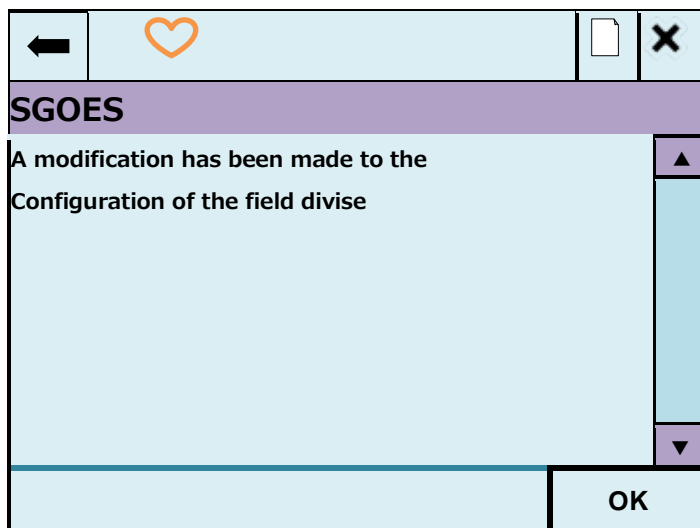 SGOES
A modification has been made to the
Configuration of the field divise
OK